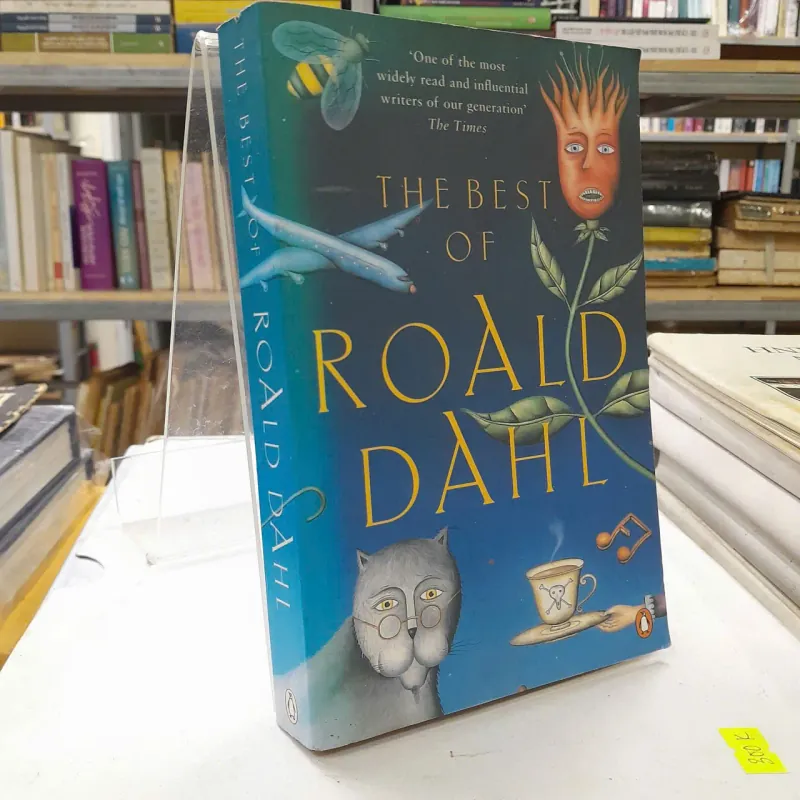 'One of the most
widely read and influential
writers of our generation'
The Times
THE BEST
OF
ROALD
DAHL
THE BEST OF ROALD DAHL
300K